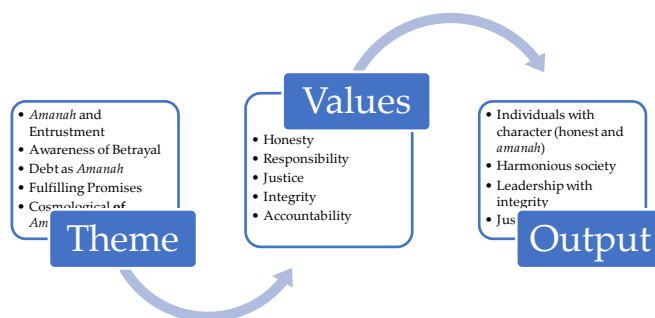 • Amanah and
Entrustment
• Awareness of Betrayal
• Debt as Amanah
• Fulfilling Promises
• Cosmological of
Theme
Values
• Honesty
• Responsibility
• Justice
• Integrity
• Accountability
• Individuals with
character (honest and
amanah)
• Harmonious society
• Leadership with
integrity
Output